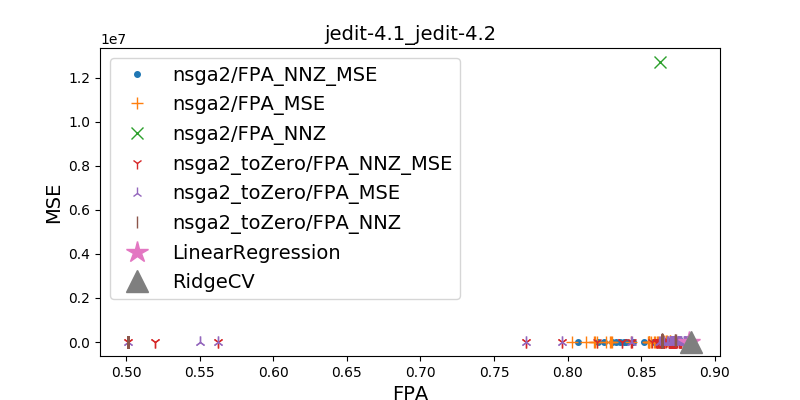 jedit-4.1_jedit-4.2
1e7
1.2
1.0
0.8
0.6
0.4
0.2
0.0
MSE
nsga2/FPA_NNZ_MSE
nsga2/FPA_MSE
nsga2/FPA_NNZ
nsga2_toZero/FPA_NNZ_MSE
nsga2_toZero/FPA_MSE
nsga2_toZero/FPA_NNZ
LinearRegression
RidgeCV
0.50 0.55 0.60 0.65 0.70 0.75 0.80 0.85 0.90
FPA